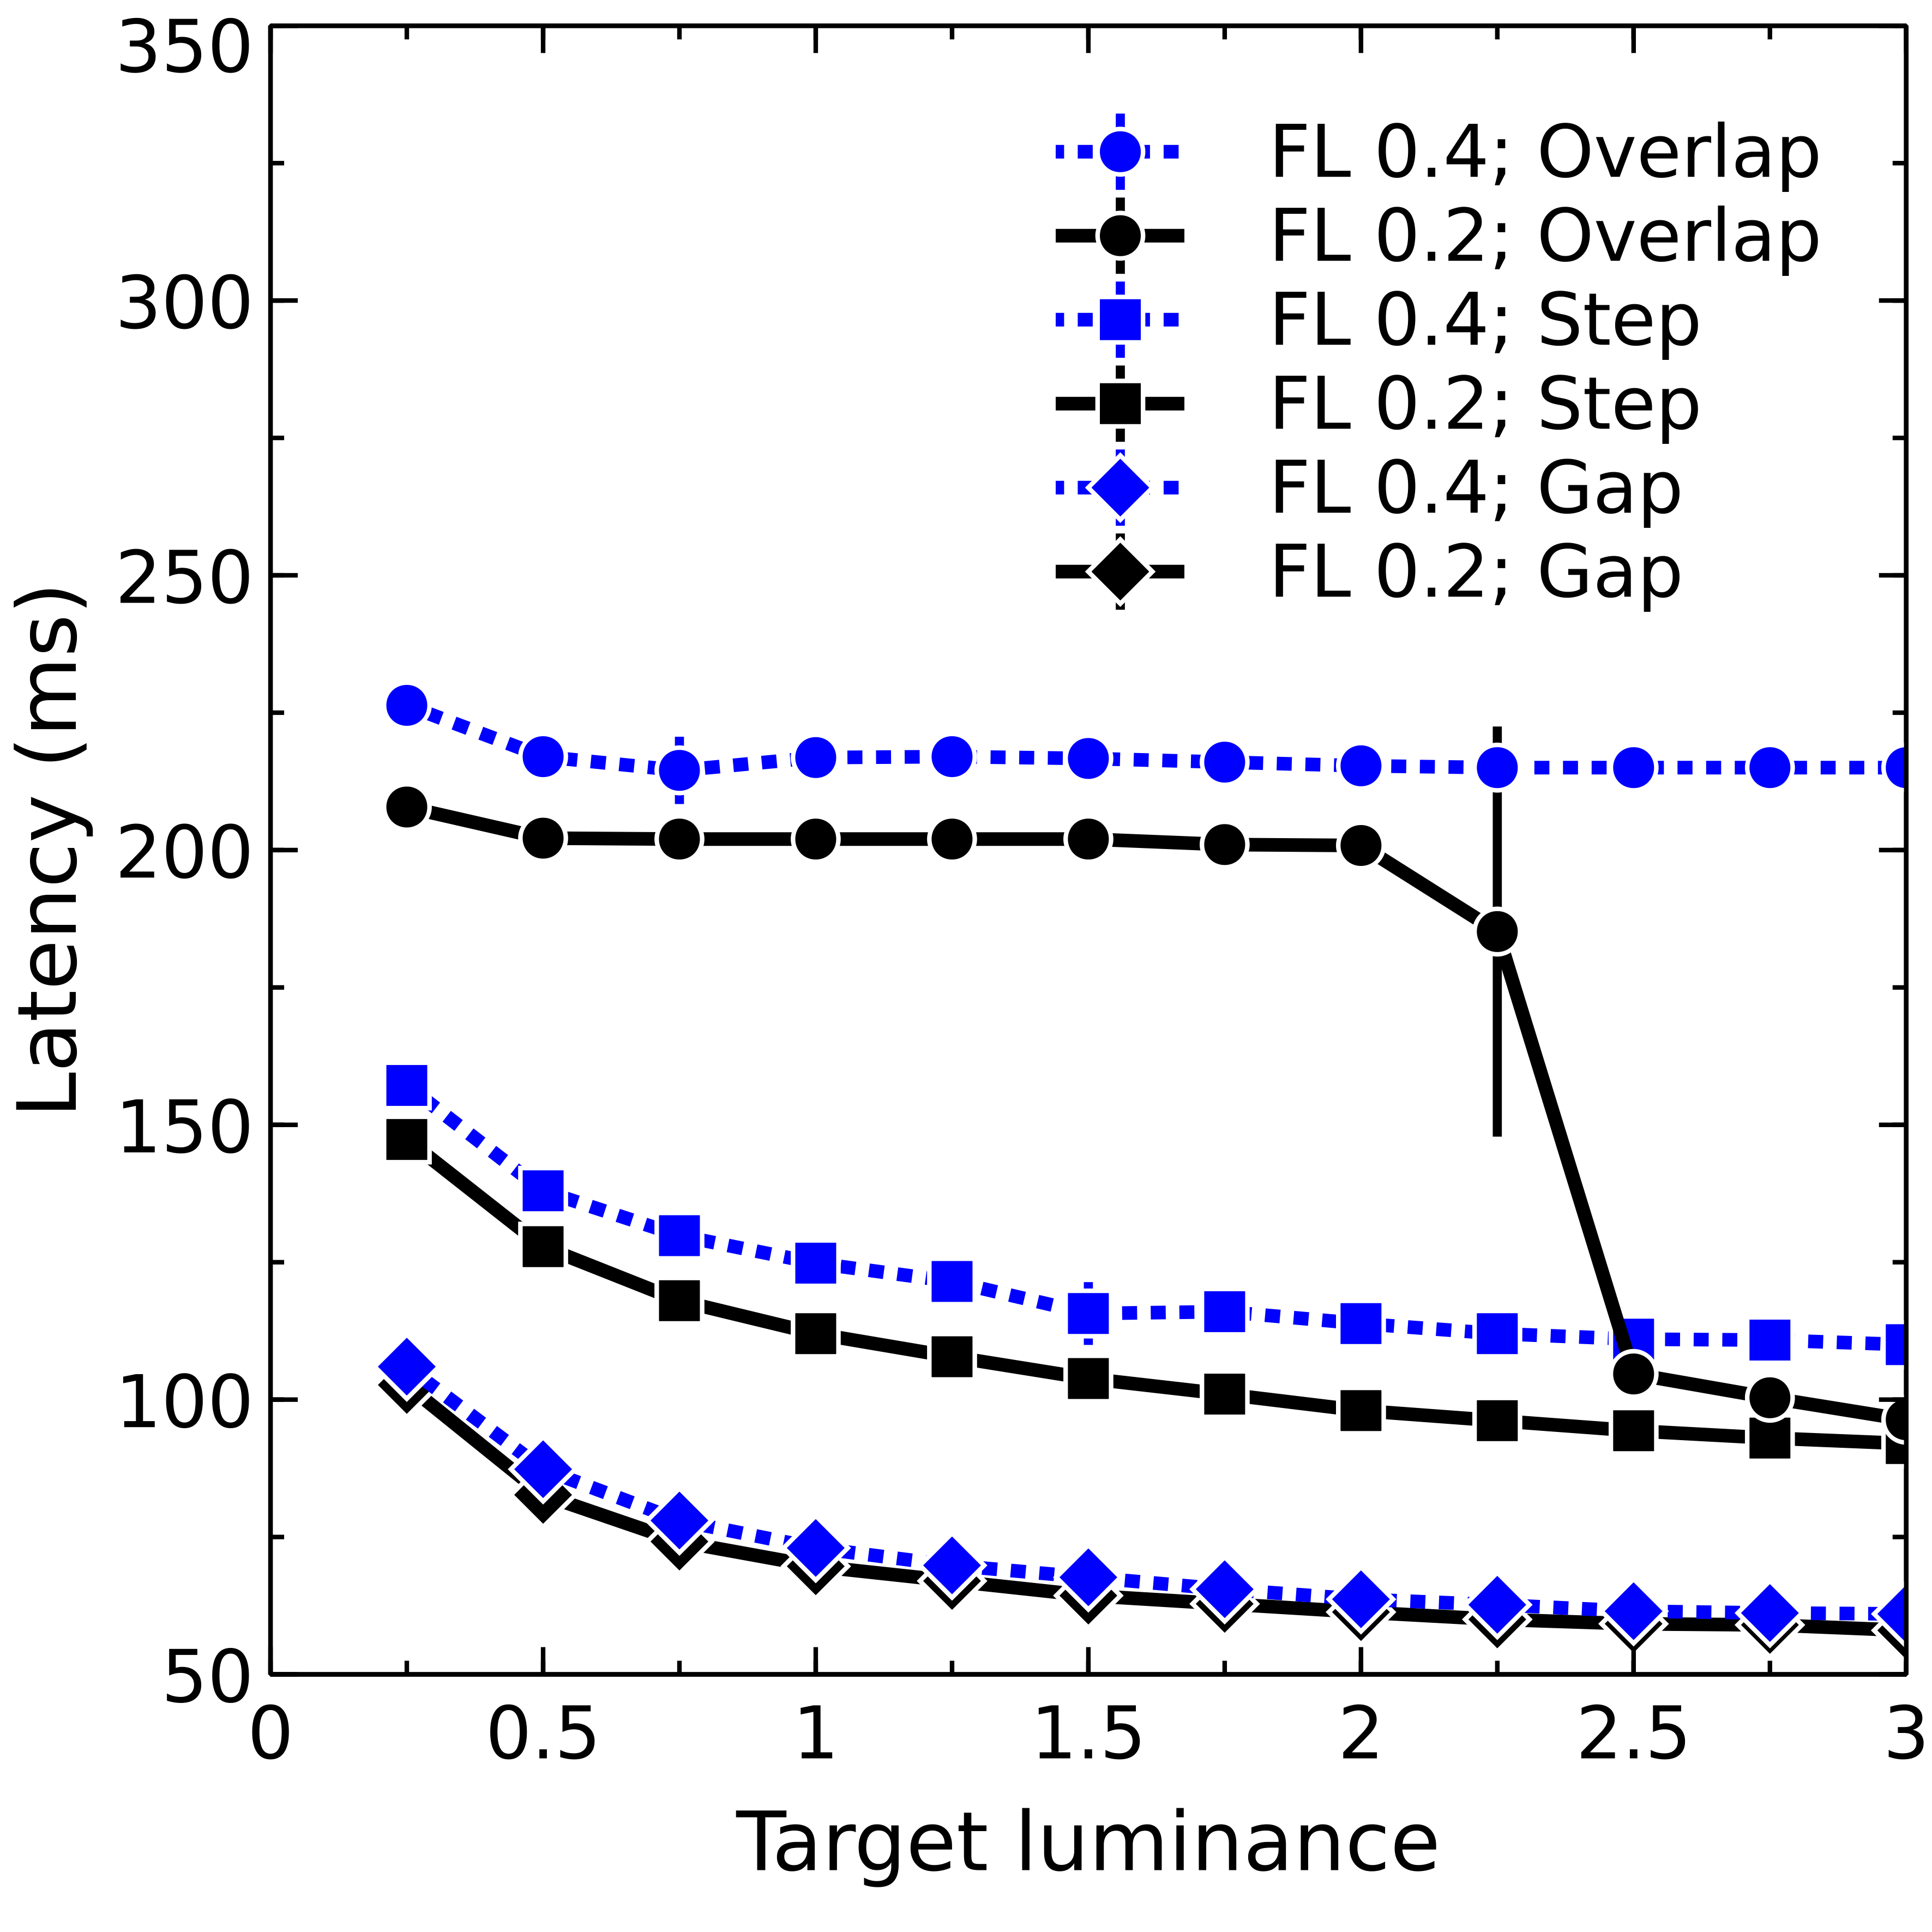 350
300
250
200
150
100
50
Latency (ms)
FL 0.4; Overlap
FL 0.2; Overlap
FL 0.4; Step
FL 0.2; Step
FL 0.4; Gap
FL 0.2; Gap
0 0.5 1 1.5 2 2.5 3
Target luminance